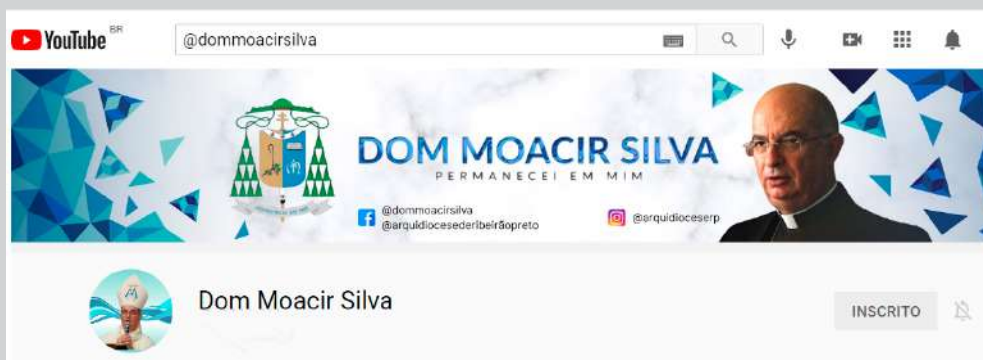 YouTube BR
@dommoacirsilva
DOM MOACIR SILVA
PERMANECEI EM MIM
@dommoacirsilva
@arquidiocesederibeirãopreto
@arquidioceserp
Dom Moacir Silva
INSCRITO